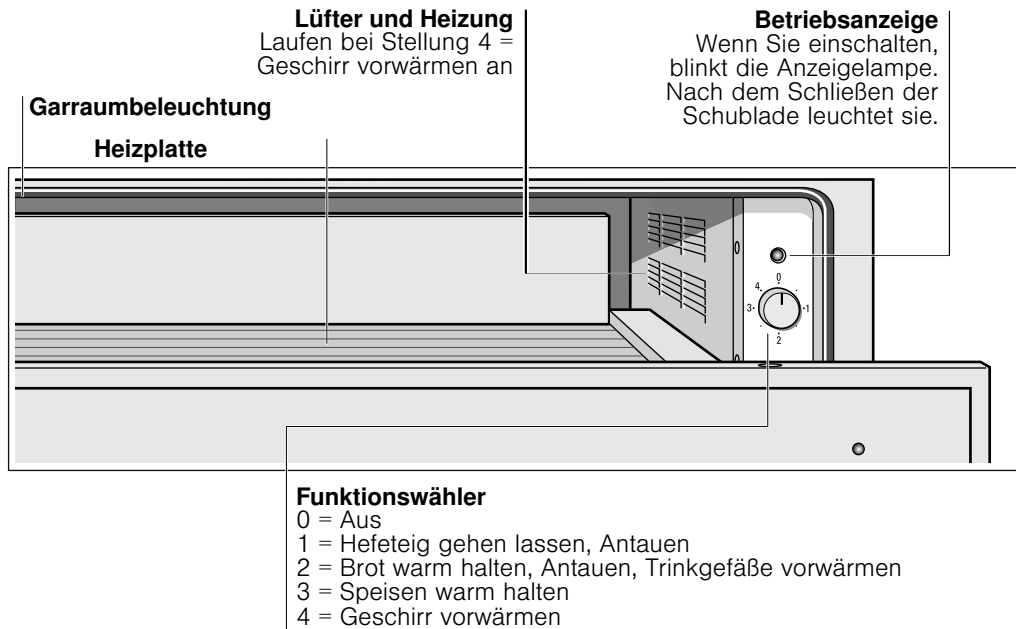 Lüfter und Heizung
Laufen bei Stellung 4 =
Geschirr vorwärmen an
Betriebsanzeige
Wenn Sie einschalten,
blinkt die Anzeigelampe.
Nach dem Schließen der
Schublade leuchtet sie.
Garraumbeleuchtung
Heizplatte
0
4
3
1
2
Funktionswähler
0 = Aus
1 = Hefeteig gehen lassen, Antauen
2 = Brot warm halten, Antauen, Trinkgefäße vorwärmen
3 = Speisen warm halten
4 = Geschirr vorwärmen